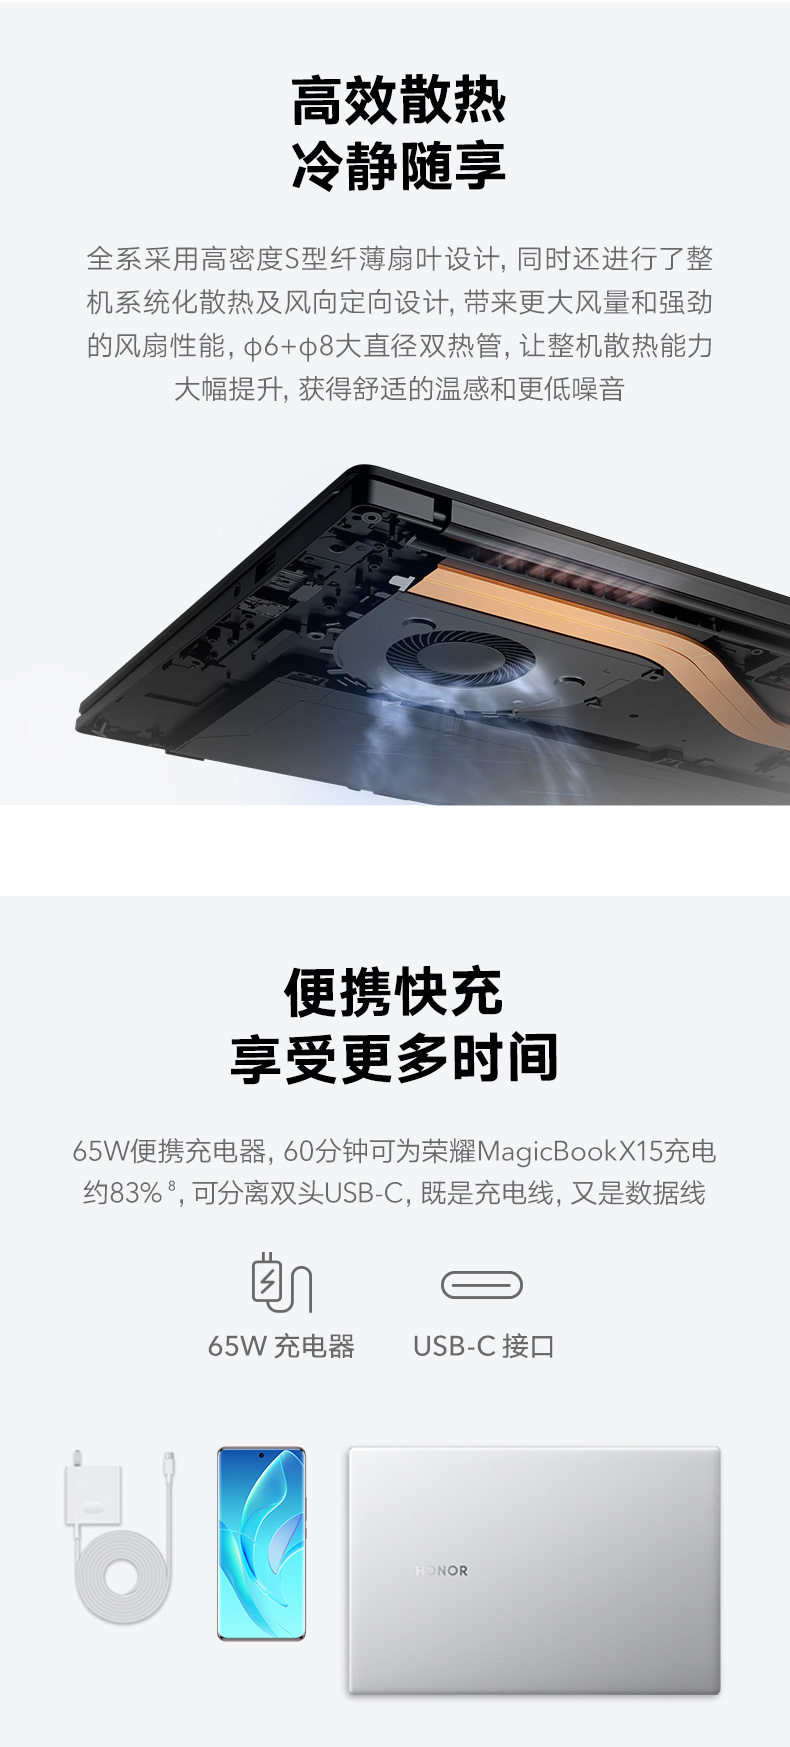 高效散热
冷静随享
全系采用高密度S型纤薄扇叶设计, 同时还进行了整
机系统化散热及风向定向设计, 带来更大风量和强劲
的风扇性能, φ6+φ8大直径双热管, 让整机散热能力
大幅提升, 获得舒适的温感和更低噪音
便携快充
享受更多时间
65W便携充电器, 60分钟可为荣耀MagicBookX15充电
约83% ⁸, 可分离双头USB-C, 既是充电线, 又是数据线
65W 充电器
USB-C 接口
HONOR